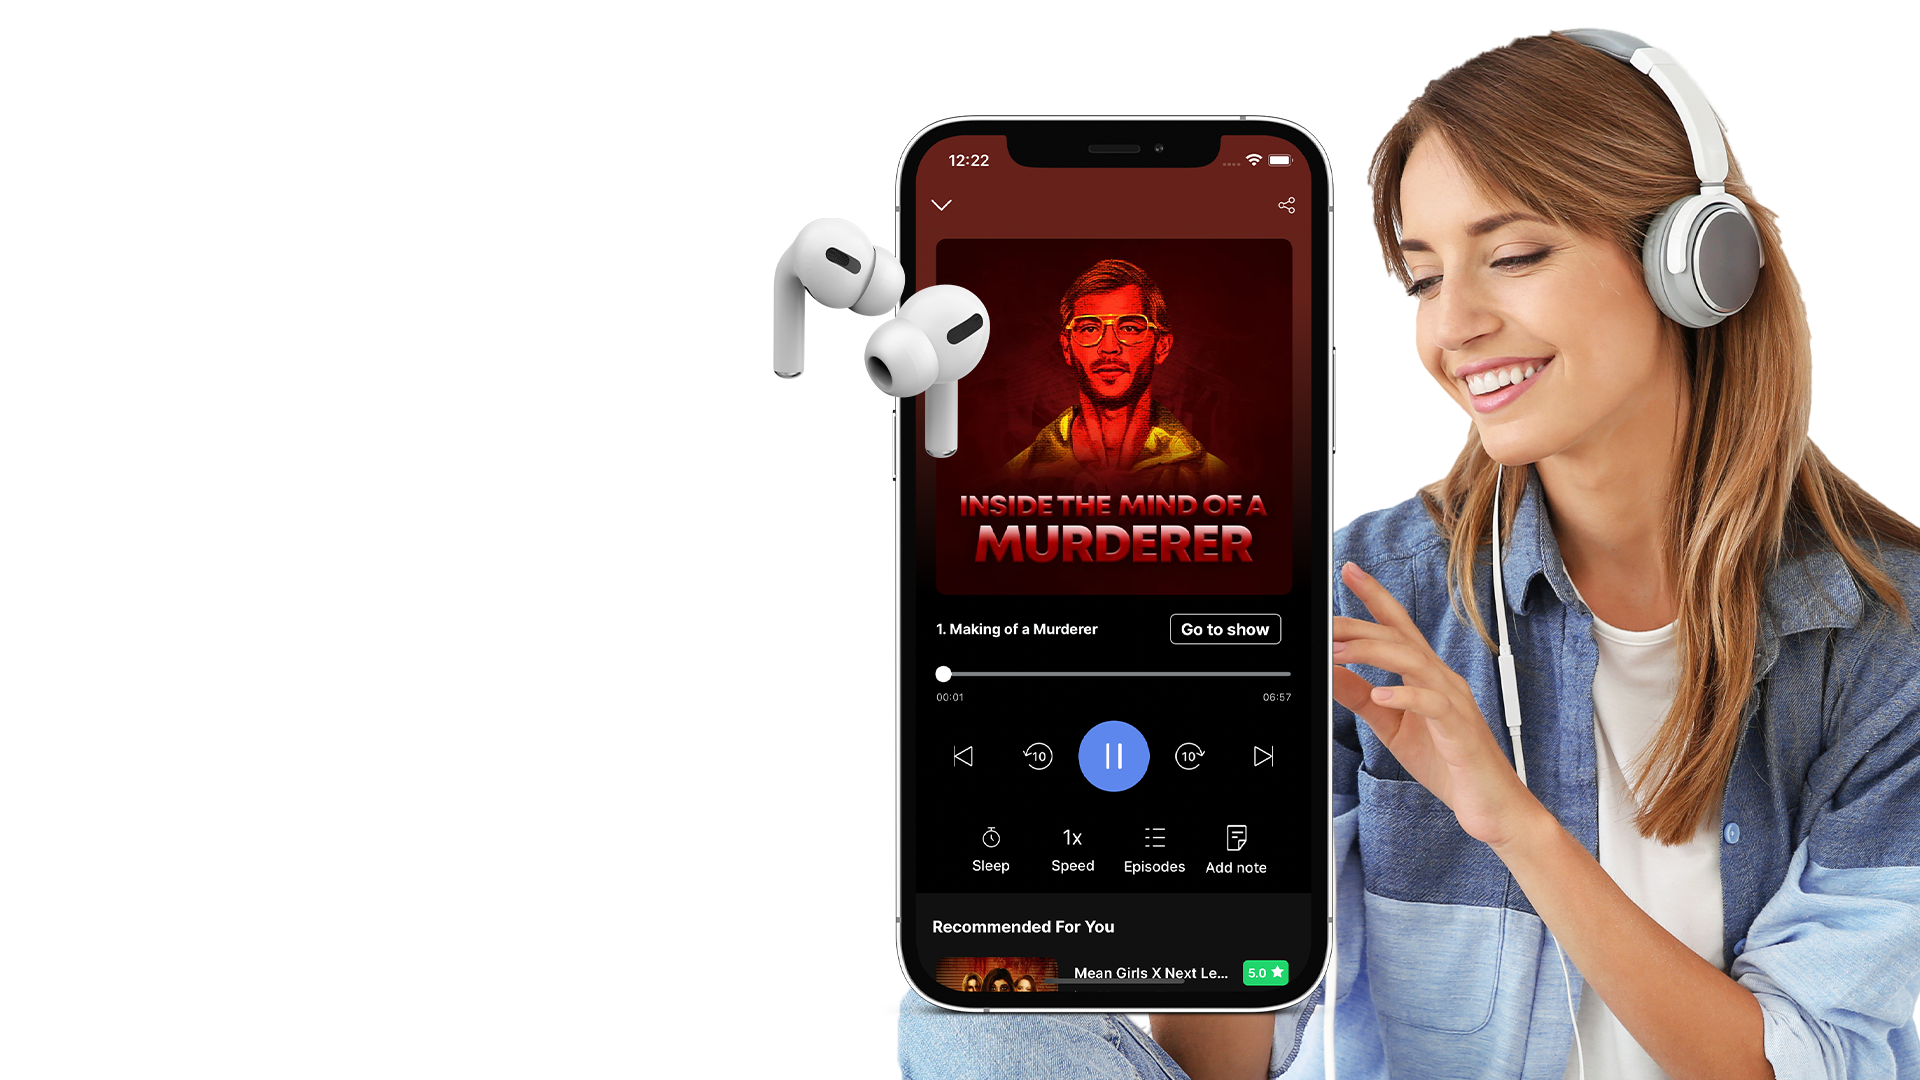 12:22
INSIDE THE MIND OF A
MURDERER
1. Making of a Murderer
Go to show
00:01
06:57
10
10
1x
Sleep
Speed
Episodes
Add note
Recommended For You
Mean Girls X Next Le...
5.0